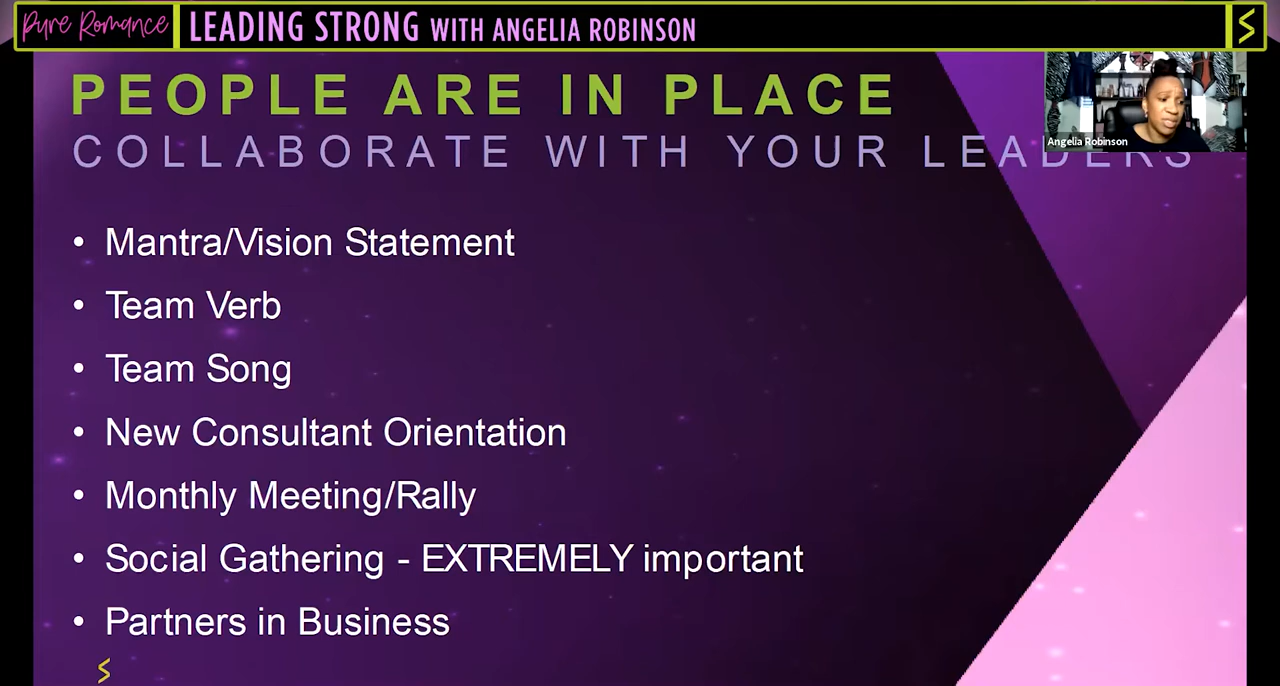 Pure Romance LEADING STRONG WITH ANGELIA ROBINSON
PEOPLE ARE IN PLACE
COLLABORATE WITH YOUR LEADERS
Angelia Robinson
• Mantra/Vision Statement
• Team Verb
• Team Song
• New Consultant Orientation
• Monthly Meeting/Rally
• Social Gathering - EXTREMELY important
• Partners in Business